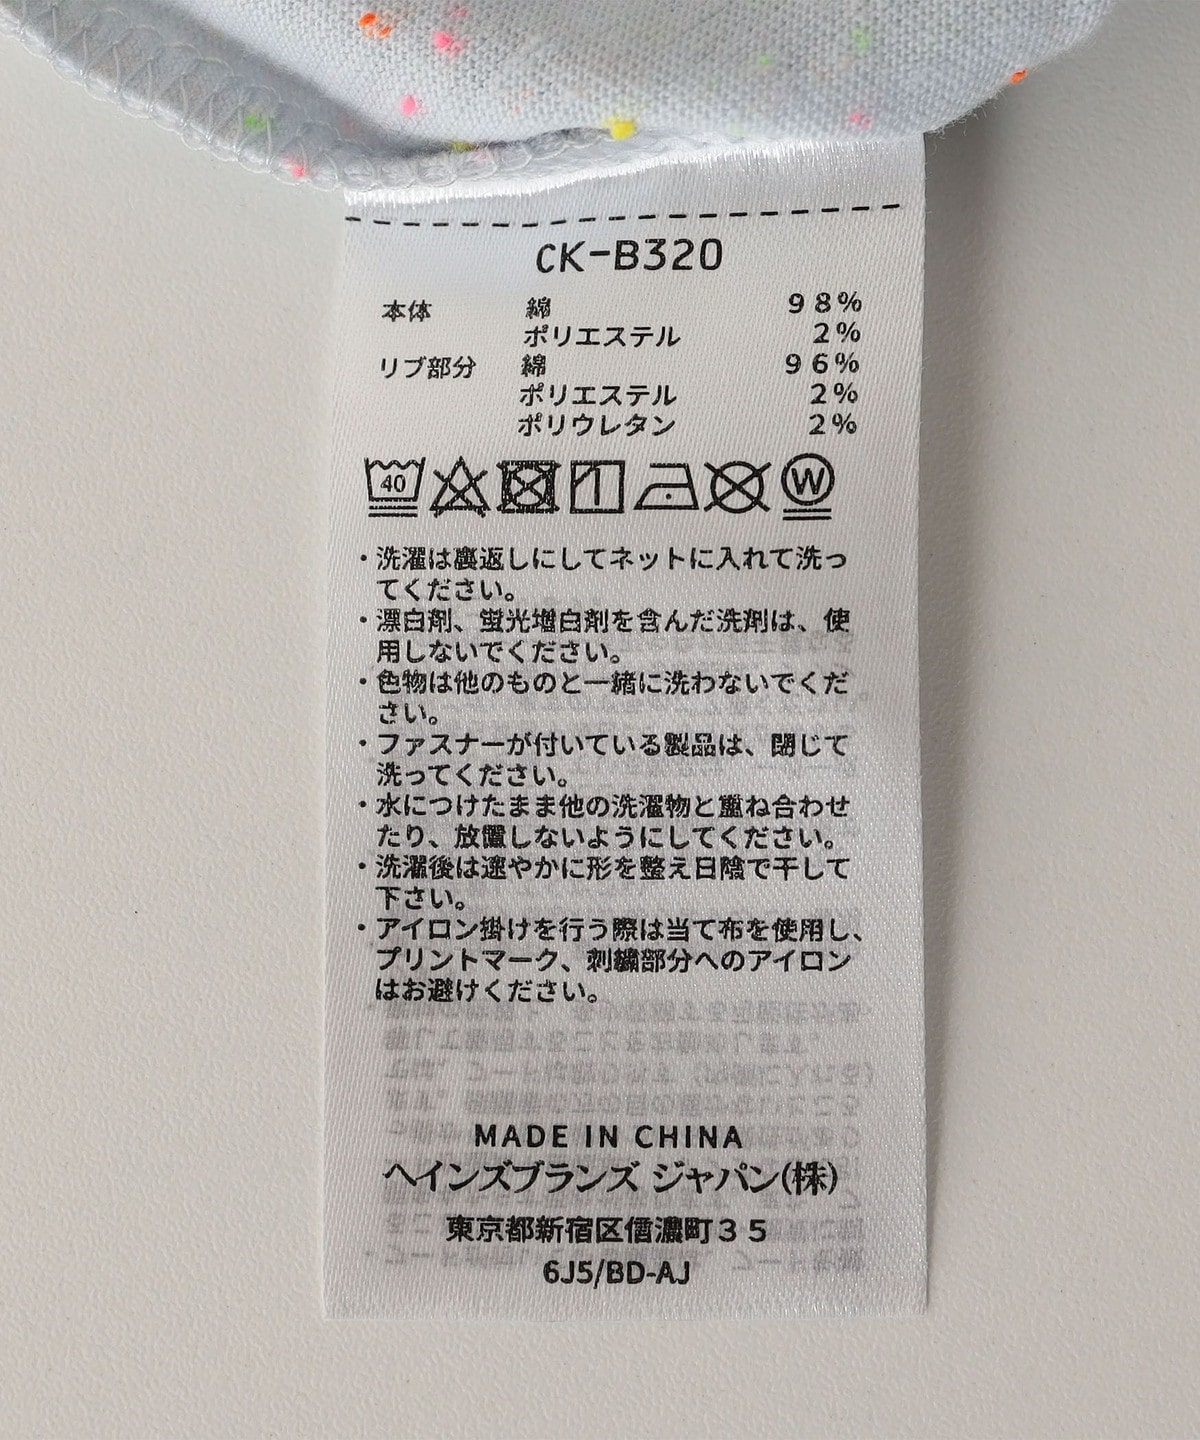 CK-B320
本体 綿 98%
ポリエステル 2%
リブ部分 綿 96%
ポリエステル 2%
ポリウレタン 2%
40 W
・洗濯は裏返しにしてネットに入れて洗っ
てください。
・漂白剤、蛍光増白剤を含んだ洗剤は、使
用しないでください。
・色物は他のものと一緒に洗わないでくだ
さい。
・ファスナーが付いている製品は、閉じて
洗ってください。
・水につけたまま他の洗濯物と重ね合わせ
たり、放置しないようにしてください。
・洗濯後は速やかに形を整え日陰で干して
下さい。
・アイロン掛けを行う際は当て布を使用し、
プリントマーク、刺繍部分へのアイロン
はお避けください。
MADE IN CHINA
ヘインズブランズ ジャパン(株)
東京都新宿区信濃町35
6J5/BD-AJ